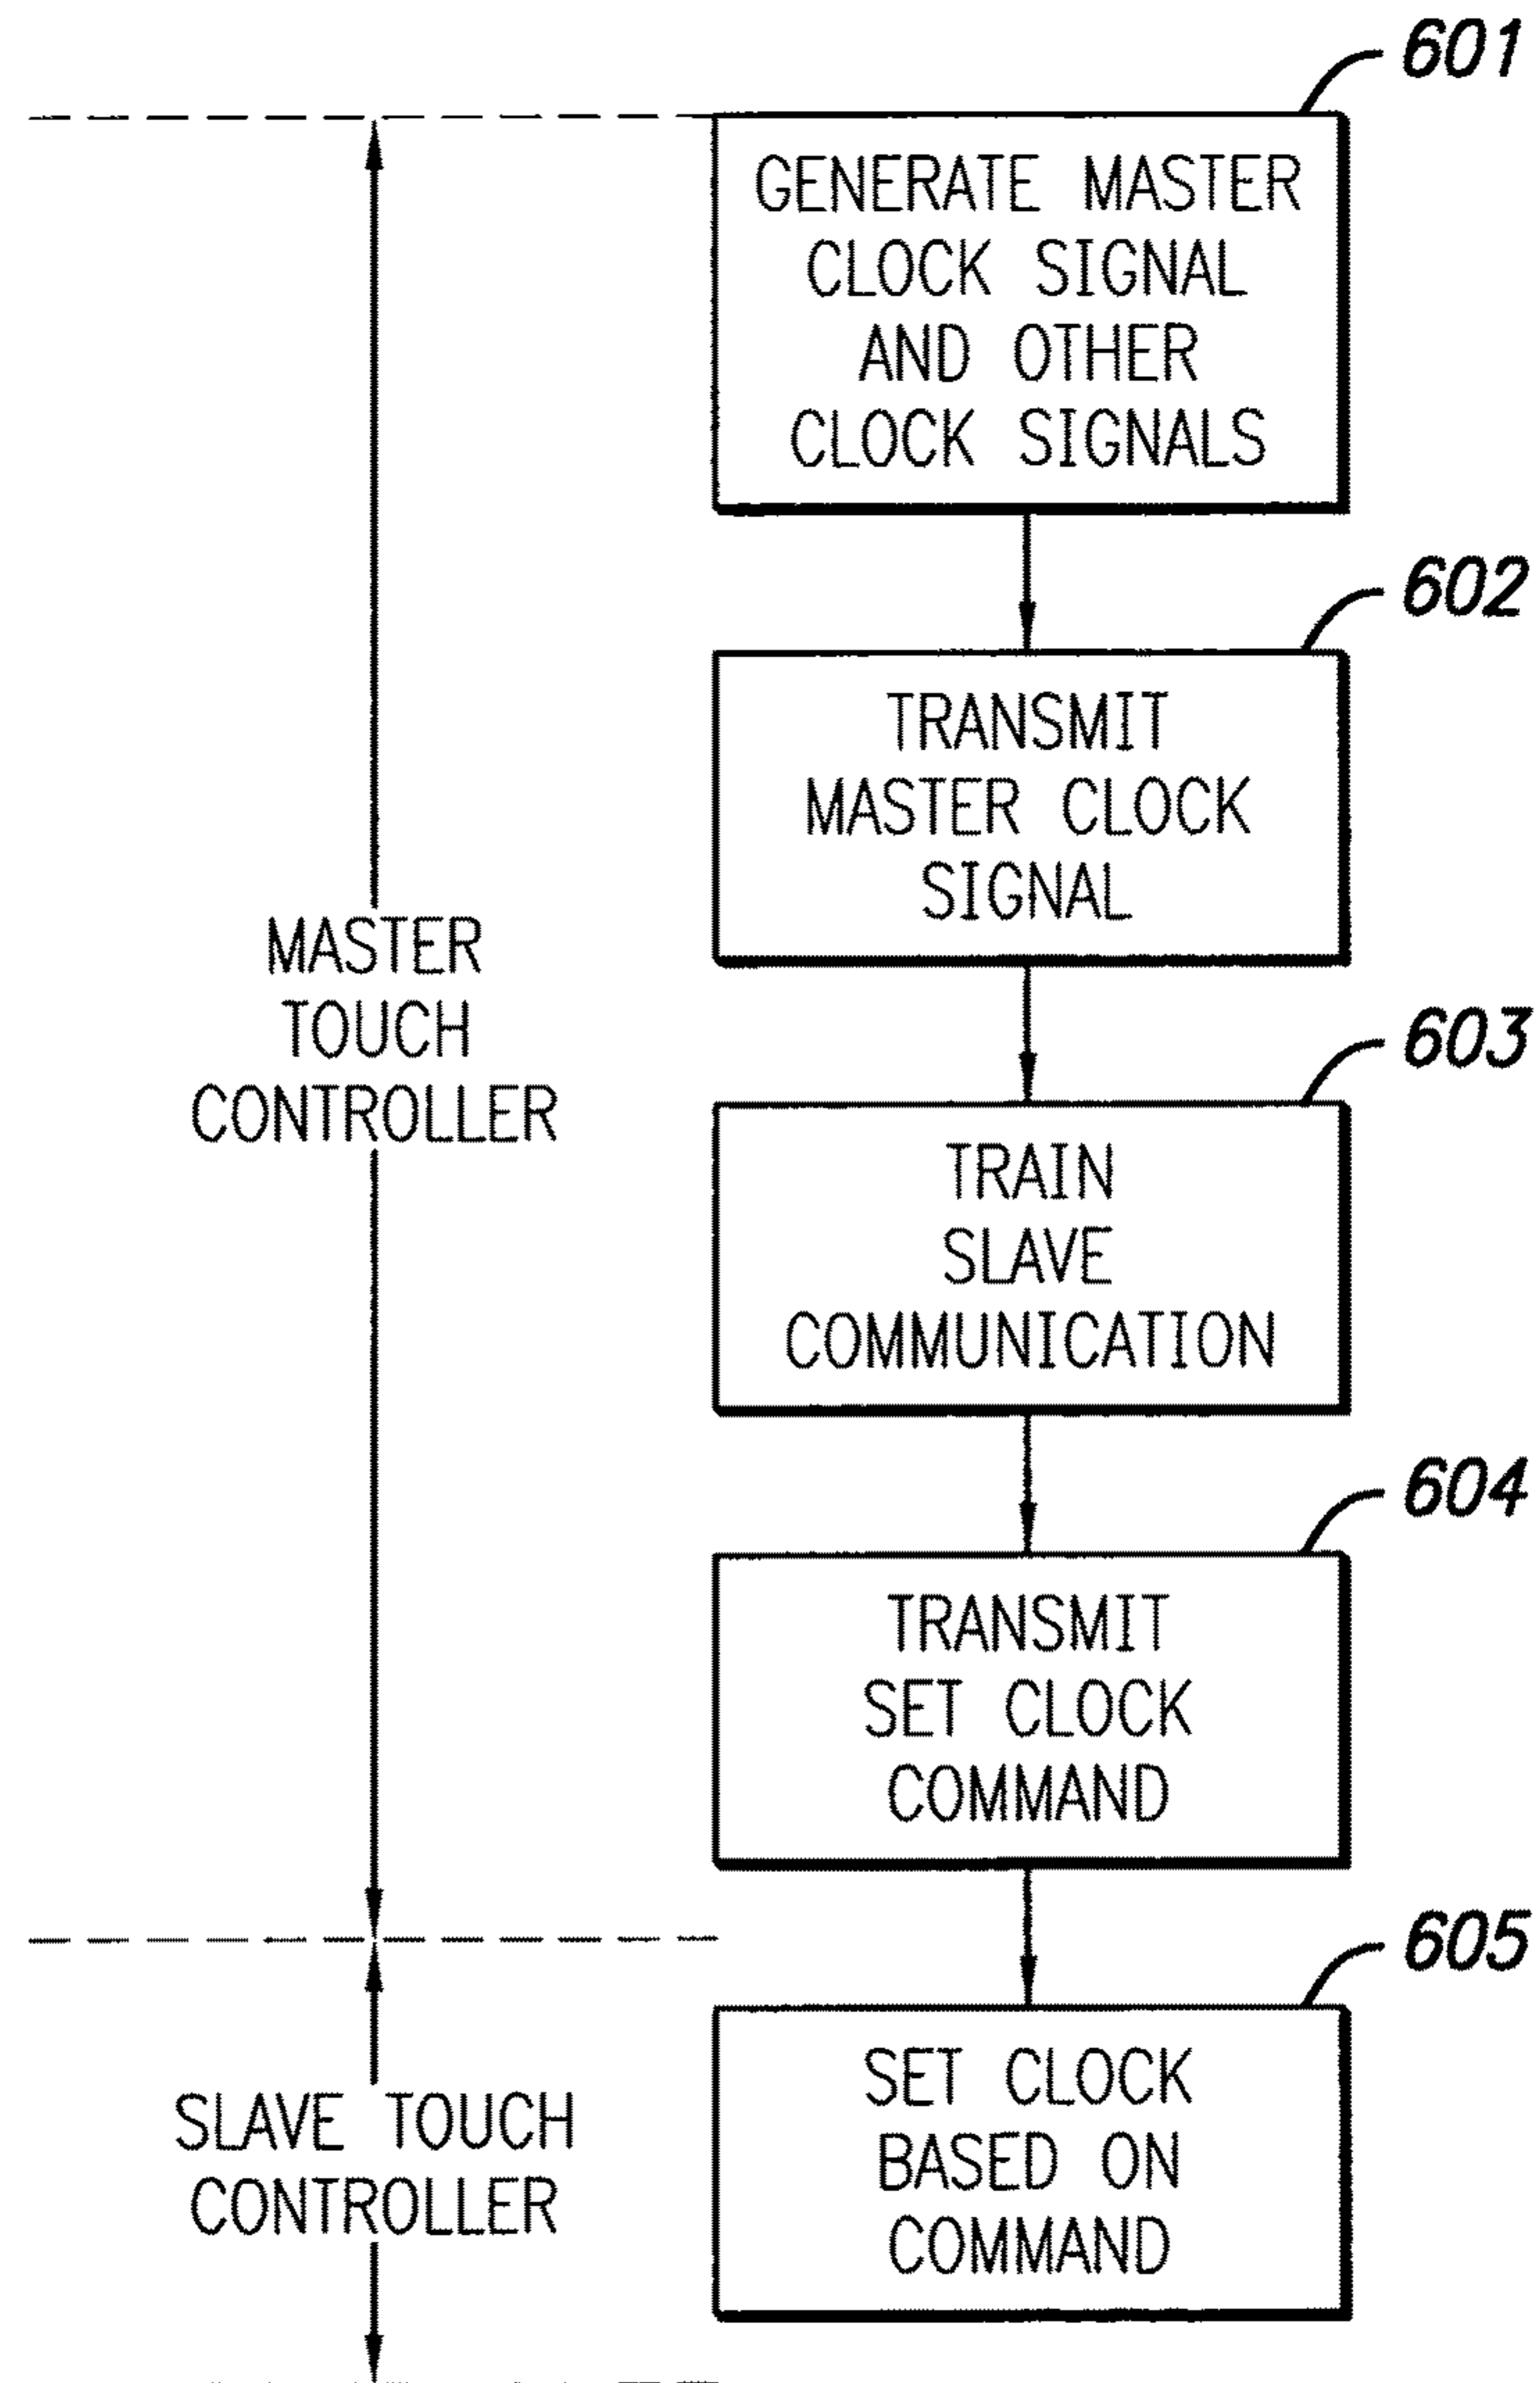 601
GENERATE MASTER
CLOCK SIGNAL
AND OTHER
CLOCK SIGNALS
602
TRANSMIT
MASTER CLOCK
SIGNAL
MASTER
TOUCH
CONTROLLER
603
TRAIN
SLAVE
COMMUNICATION
604
TRANSMIT
SET CLOCK
COMMAND
605
SET CLOCK
BASED ON
COMMAND
SLAVE TOUCH
CONTROLLER